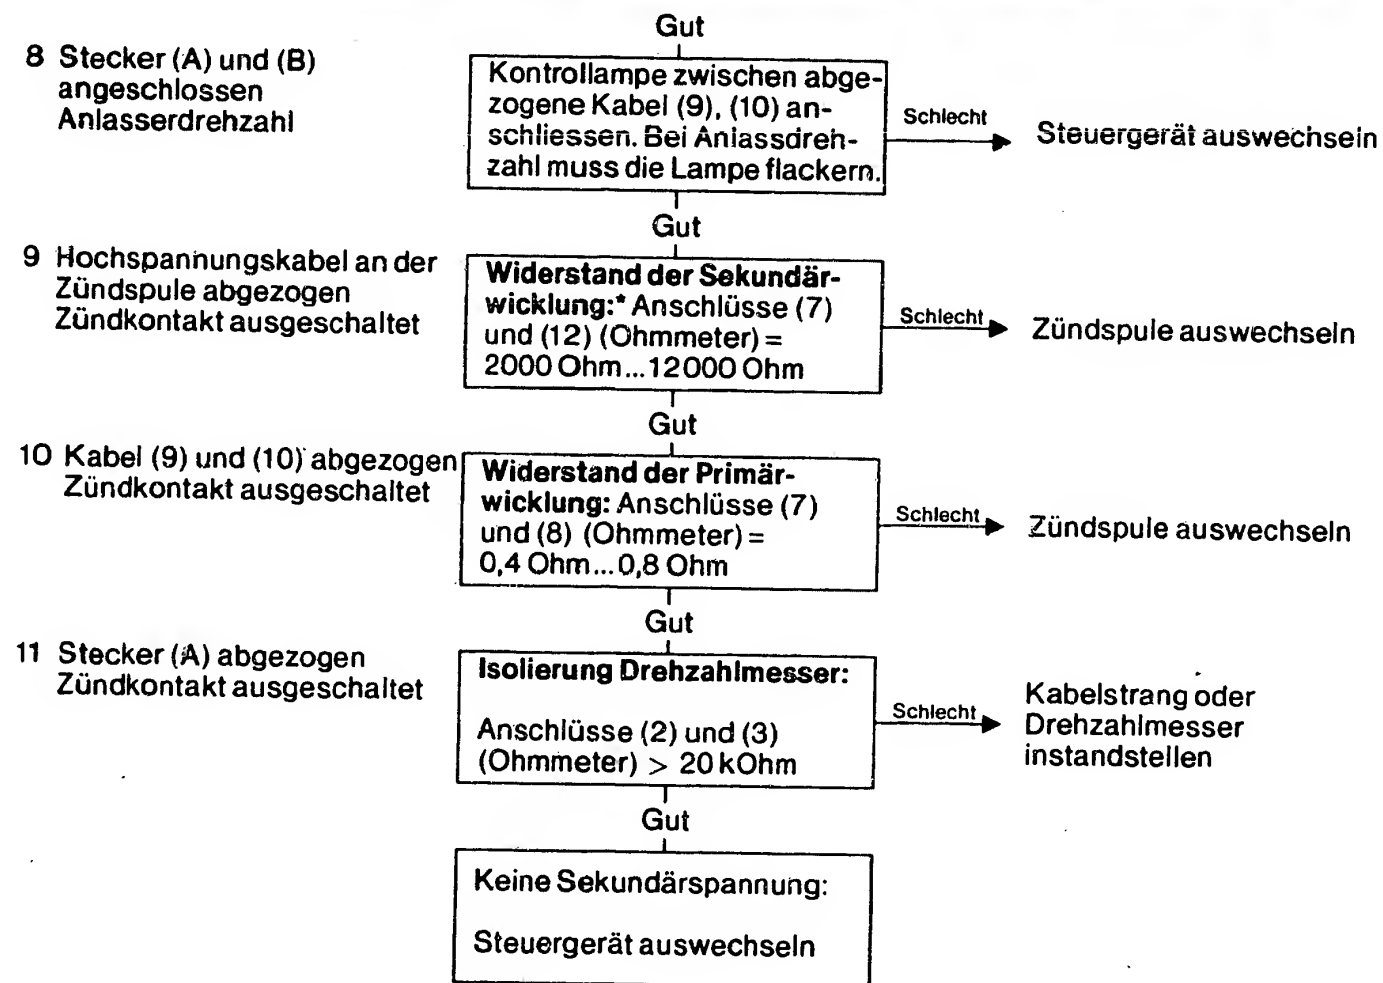 Gut
8 Stecker (A) und (B)
angeschlossen
Anlasserdrehzahl
Kontrollampe zwischen abge-
zogene Kabel (9), (10) an-
schliessen. Bei Anlassdreh-
zahl muss die Lampe flackern.
Schlecht
Steuergerät auswechseln
Gut
9 Hochspannungskabel an der
Zündspule abgezogen
Zündkontakt ausgeschaltet
Widerstand der Sekundär-
wicklung:* Anschlüsse (7)
und (12) (Ohmmeter) =
2000 Ohm...12000 Ohm
Schlecht
Zündspule auswechseln
Gut
10 Kabel (9) und (10) abgezogen
Zündkontakt ausgeschaltet
Widerstand der Primär-
wicklung: Anschlüsse (7)
und (8) (Ohmmeter) =
0,4 Ohm...0,8 Ohm
Schlecht
Zündspule auswechseln
Gut
11 Stecker (A) abgezogen
Zündkontakt ausgeschaltet
Isolierung Drehzahlmesser:
Anschlüsse (2) und (3)
(Ohmmeter) > 20 kOhm
Schlecht
Kabelstrang oder
Drehzahlmesser
instandstellen
Gut
Keine Sekundärspannung:
Steuergerät auswechseln